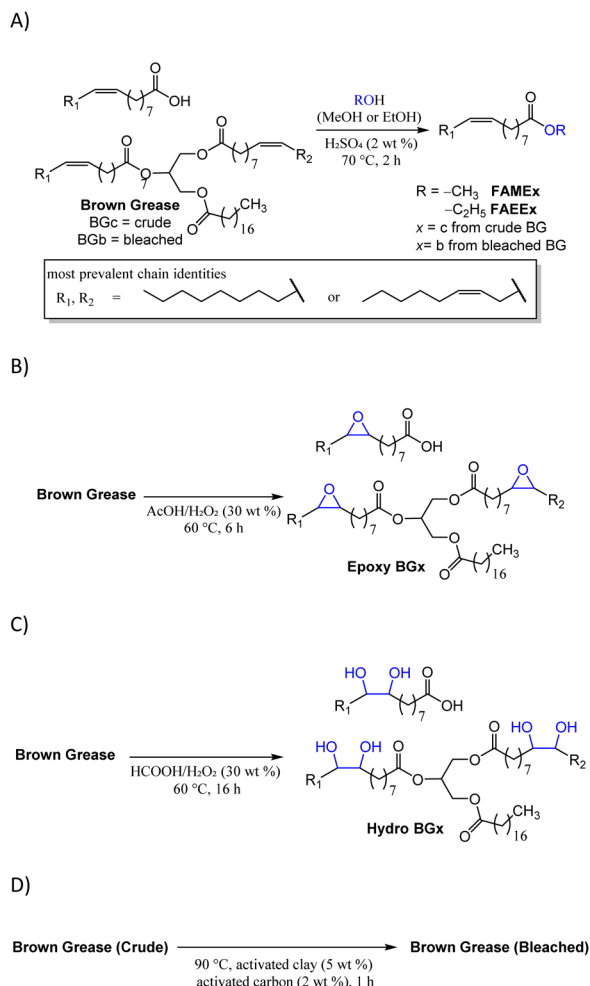 A)
O
R₁
7
OH
ROH
(MeOH or EtOH)
H₂SO₄ (2 wt %)
70 °C, 2 h
O
R₁
7
OR
O
O
7
R₂
O
R₁
7
O
O
O
CH₃
16
Brown Grease
BGc = crude
BGb = bleached
R = –CH₃ FAMEx
–C₂H₅ FAEEx
x = c from crude BG
x= b from bleached BG
most prevalent chain identities
R₁, R₂ = or
B)
O
O
R₁
7
OH
Brown Grease
AcOH/H₂O₂ (30 wt %)
60 °C, 6 h
O
O
O
7
R₂
O
O
R₁
7
O
O
O
CH₃
16
Epoxy BGx
C)
HO OH O
R₁
7
OH
Brown Grease
HCOOH/H₂O₂ (30 wt %)
60 °C, 16 h
HO OH
O
O
7
R₂
HO OH O
R₁
7
O
O
O
CH₃
16
Hydro BGx
D)
Brown Grease (Crude)
90 °C, activated clay (5 wt %)
activated carbon (2 wt %), 1 h
Brown Grease (Bleached)